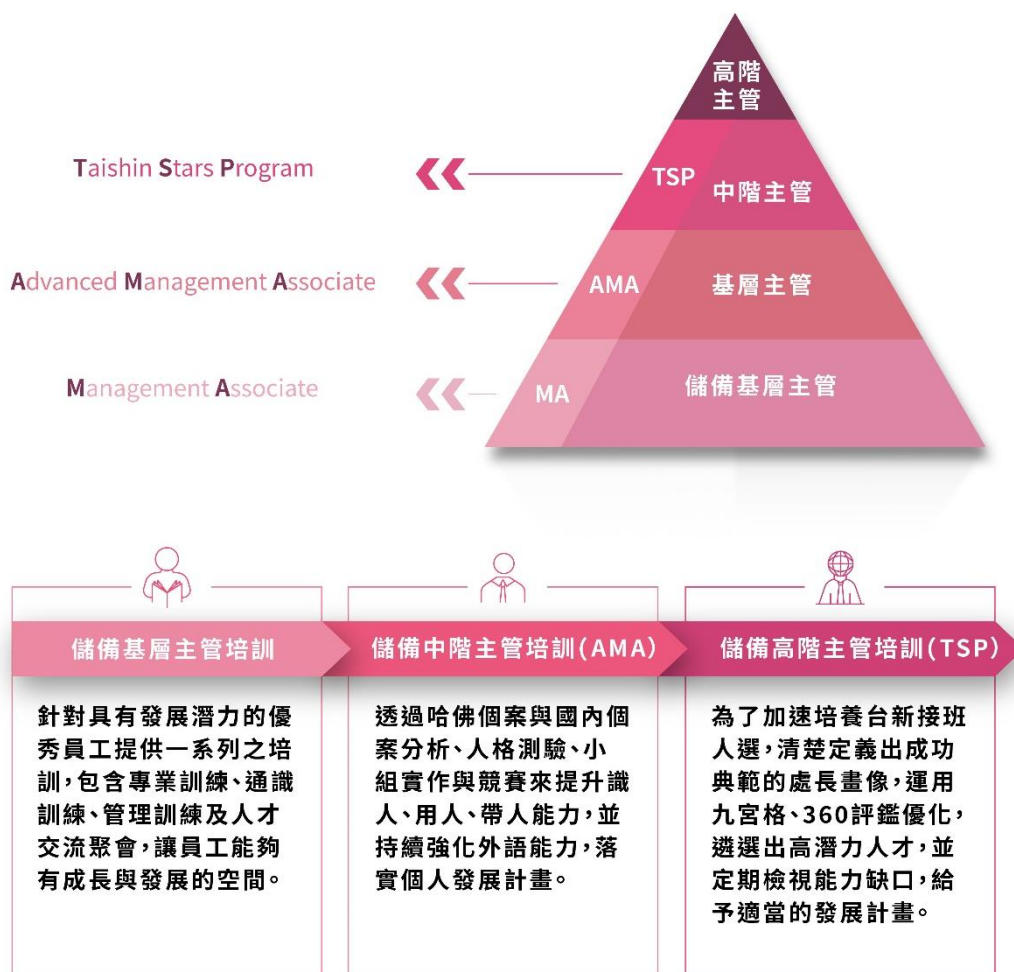 高階
主管
Taishin Stars Program
TSP
中階主管
Advanced Management Associate
AMA
基層主管
Management Associate
MA
儲備基層主管
儲備基層主管培訓
針對具有發展潛力的優
秀員工提供一系列之培
訓,包含專業訓練、通識
訓練、管理訓練及人才
交流聚會,讓員工能夠
有成長與發展的空間。
儲備中階主管培訓(AMA)
透過哈佛個案與國內個
案分析、人格測驗、小
組實作與競賽來提升識
人、用人、帶人能力,並
持續強化外語能力,落
實個人發展計畫。
儲備高階主管培訓(TSP)
為了加速培養台新接班
人選,清楚定義出成功
典範的處長畫像,運用
九宮格、360評鑑優化,
遴選出高潛力人才,並
定期檢視能力缺口,給
予適當的發展計畫。